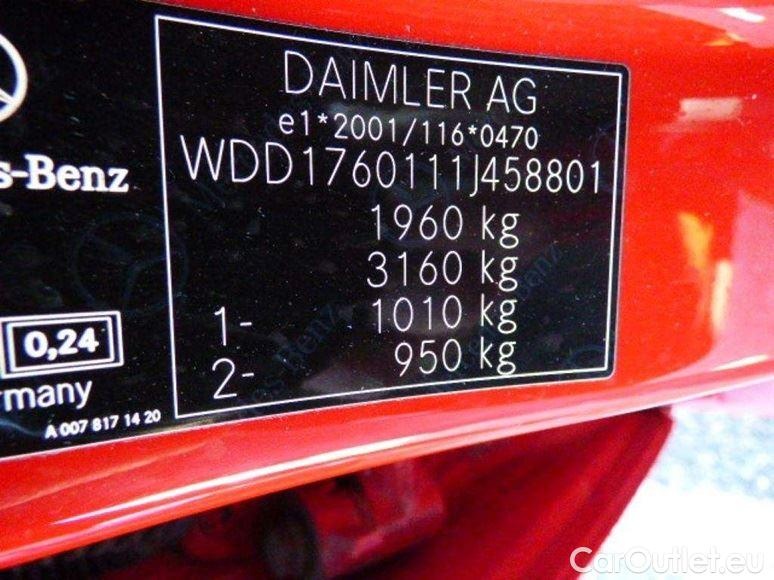 DAIMLER AG
e1*2001/116*0470
WDD1760111J458801
1960 kg
3160 kg
1- 1010 kg
2- 950 kg
s-Benz
0,24
rmany
A 007 817 14 20
CarOutlet.eu